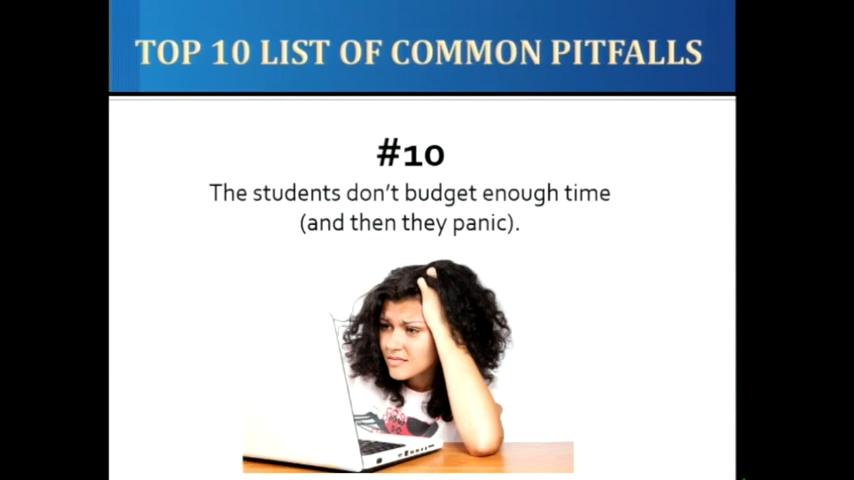 TOP 10 LIST OF COMMON PITFALLS
#10
The students don't budget enough time
(and then they panic).